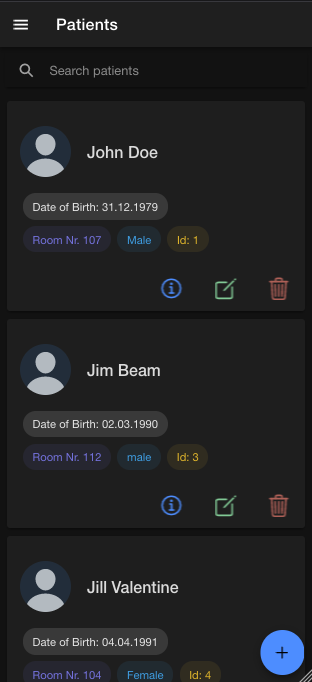 Patients
Search patients
John Doe
Date of Birth: 31.12.1979
Room Nr. 107 Male Id: 1
Jim Beam
Date of Birth: 02.03.1990
Room Nr. 112 male Id: 3
Jill Valentine
Date of Birth: 04.04.1991
Room Nr. 104 Female Id: 4